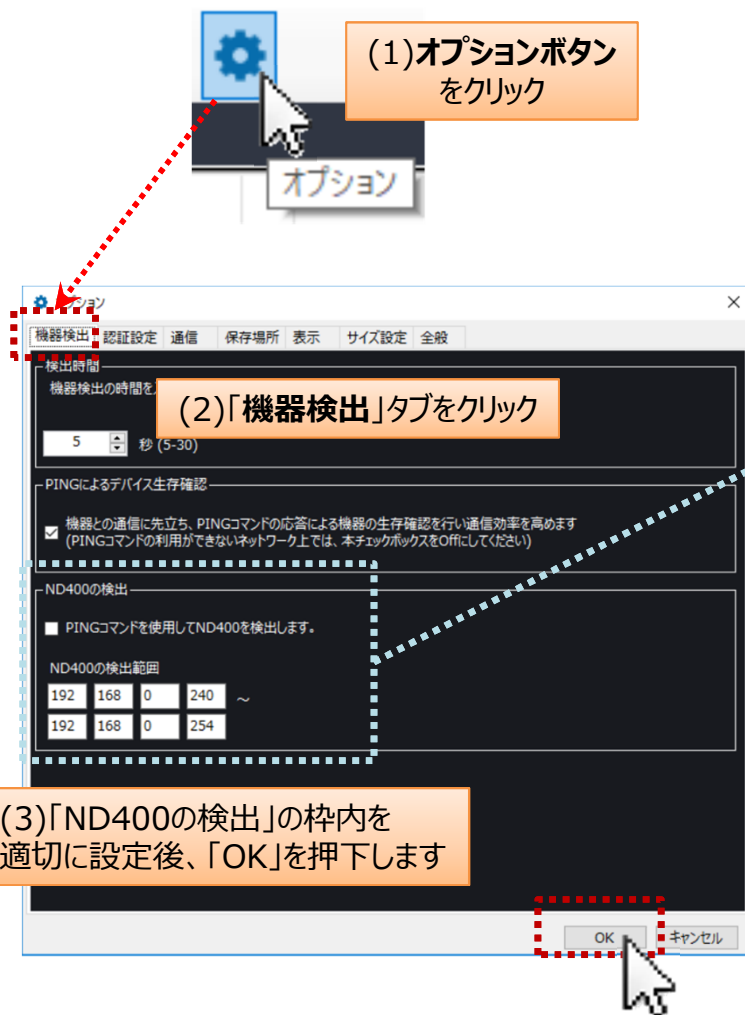 (1)オプションボタン
をクリック
オプション
機器検出 認証設定 通信 保存場所 表示 サイズ設定 全般
検出時間
機器検出の時間を
(2)「機器検出」タブをクリック
5 秒 (5-30)
PINGによるデバイス生存確認
機器との通信に先立ち、PINGコマンドの応答による機器の生存確認を行い通信効率を高めます
(PINGコマンドの利用ができないネットワーク上では、本チェックボックスをOffにしてください)
ND400の検出
PINGコマンドを使用してND400を検出します。
ND400の検出範囲
192 168 0 240 ～
192 168 0 254
(3)「ND400の検出」の枠内を
適切に設定後、「OK」を押下します
OK キャンセル